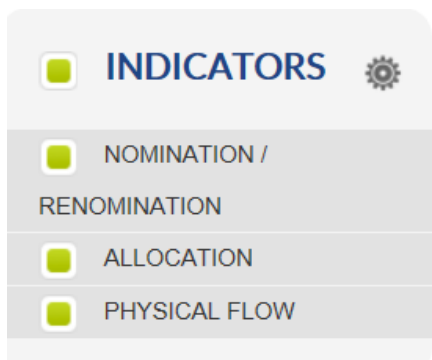 INDICATORS
NOMINATION /
RENOMINATION
ALLOCATION
PHYSICAL FLOW